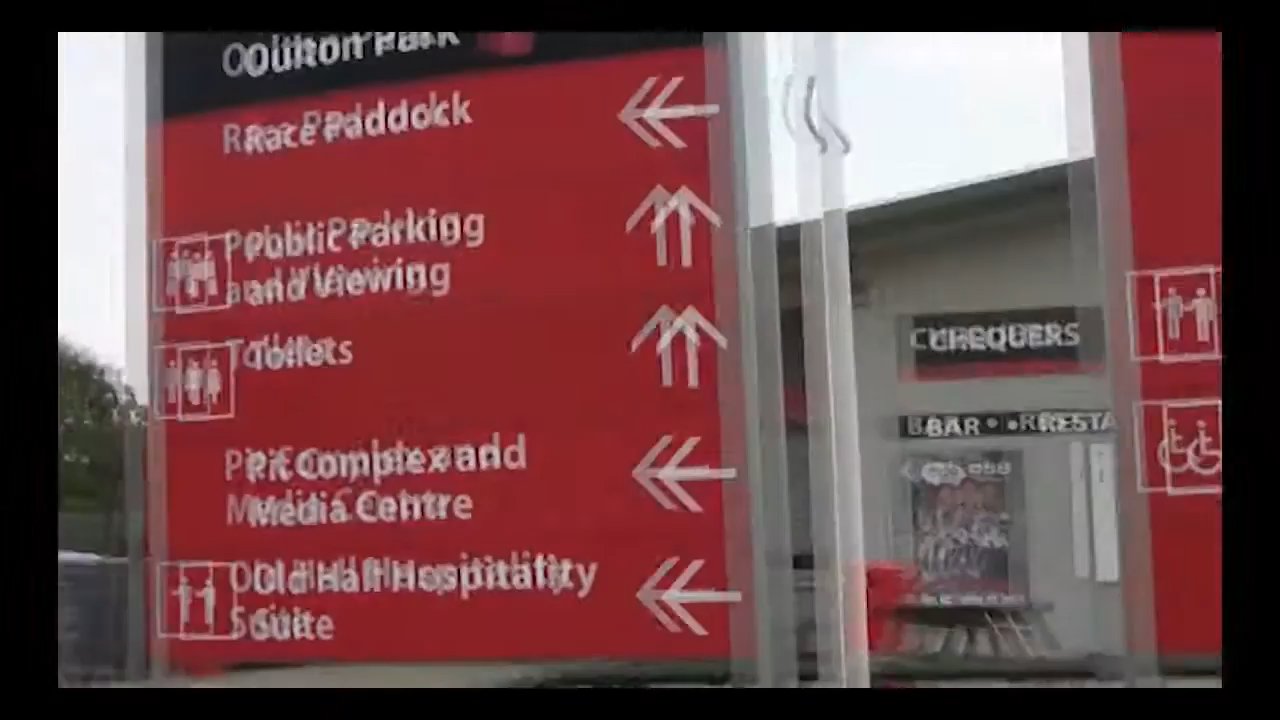 Oulton Park
Race Paddock
Public Parking
and Viewing
Toilets
Pit Complex and
Media Centre
Old Hall Hospitality
Suite
CHEQUERS
BAR • RESTA